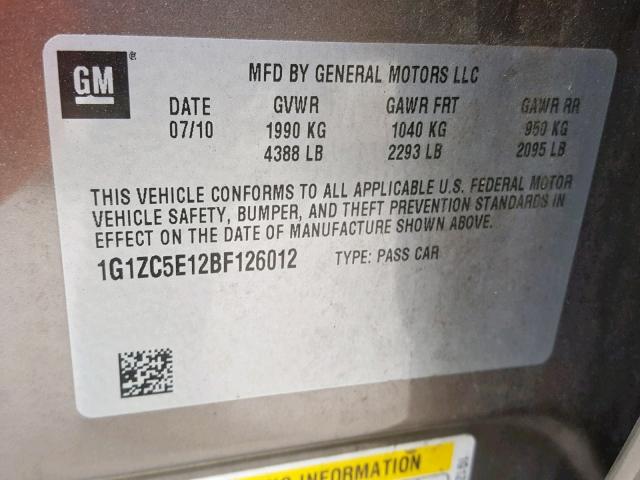 GM
®
MFD BY GENERAL MOTORS LLC
DATE GVWR GAWR FRT GAWR RR
07/10 1990 KG 1040 KG 950 KG
4388 LB 2293 LB 2095 LB
THIS VEHICLE CONFORMS TO ALL APPLICABLE U.S. FEDERAL MOTOR
VEHICLE SAFETY, BUMPER, AND THEFT PREVENTION STANDARDS IN
EFFECT ON THE DATE OF MANUFACTURE SHOWN ABOVE.
1G1ZC5E12BF126012 TYPE: PASS CAR
INFORMATION